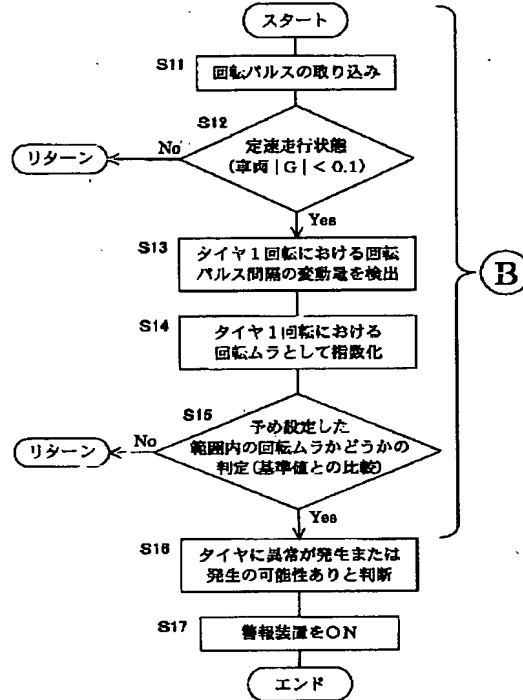 スタート
S11
回転パルスの取り込み
S12
定速走行状態
(車両|G|<0.1)
No
リターン
Yes
S13
タイヤ1回転における回転
パルス間隔の変動量を検出
B
S14
タイヤ1回転における
回転ムラとして指数化
S15
予め設定した
範囲内の回転ムラかどうかの
判定(基準値との比較)
No
リターン
Yes
S16
タイヤに異常が発生または
発生の可能性ありと判断
S17
警報装置をON
エンド